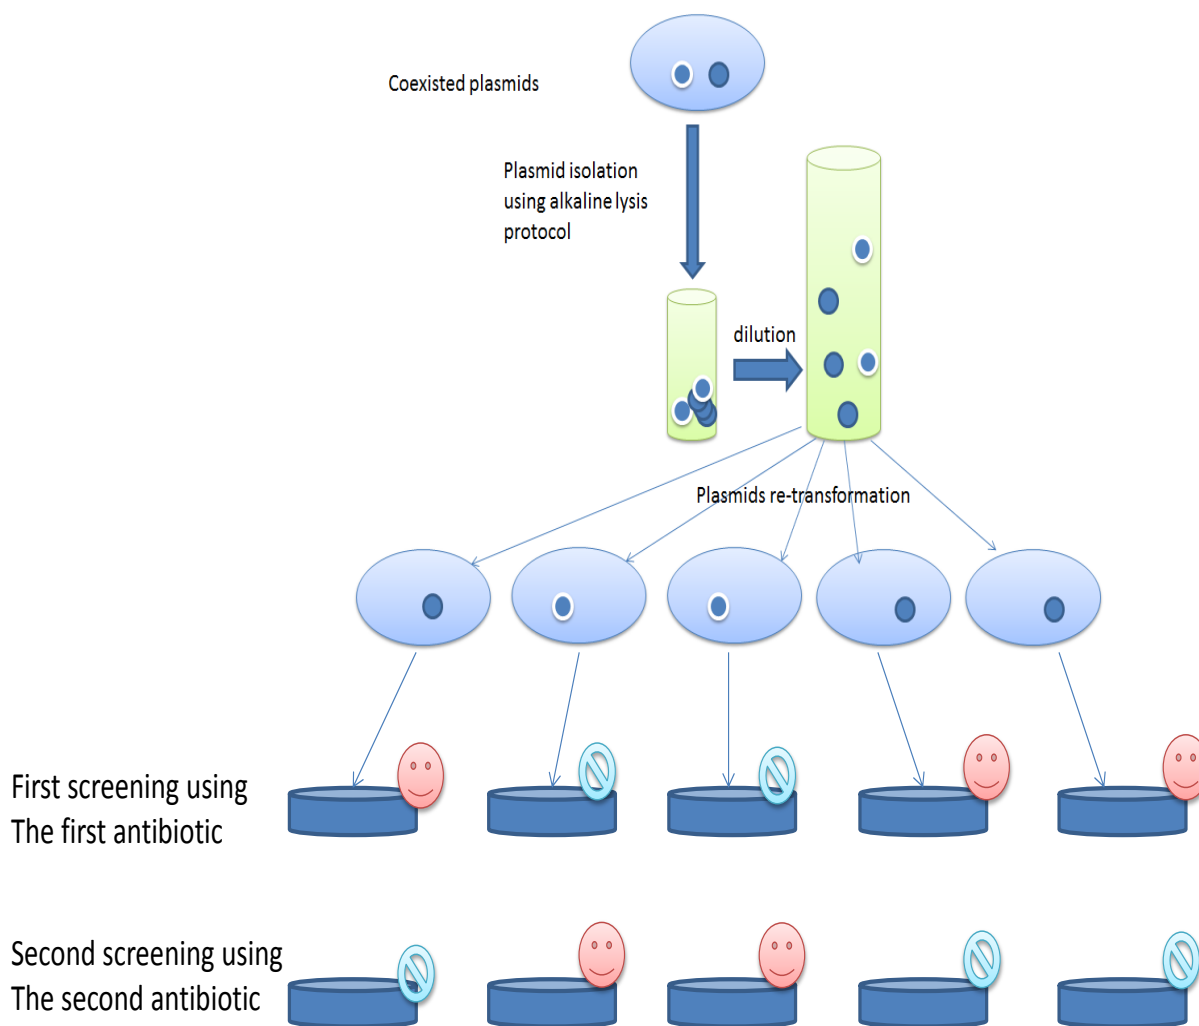 Coexisted plasmids
Plasmid isolation
using alkaline lysis
protocol
dilution
Plasmids re-transformation
First screening using
The first antibiotic
Second screening using
The second antibiotic